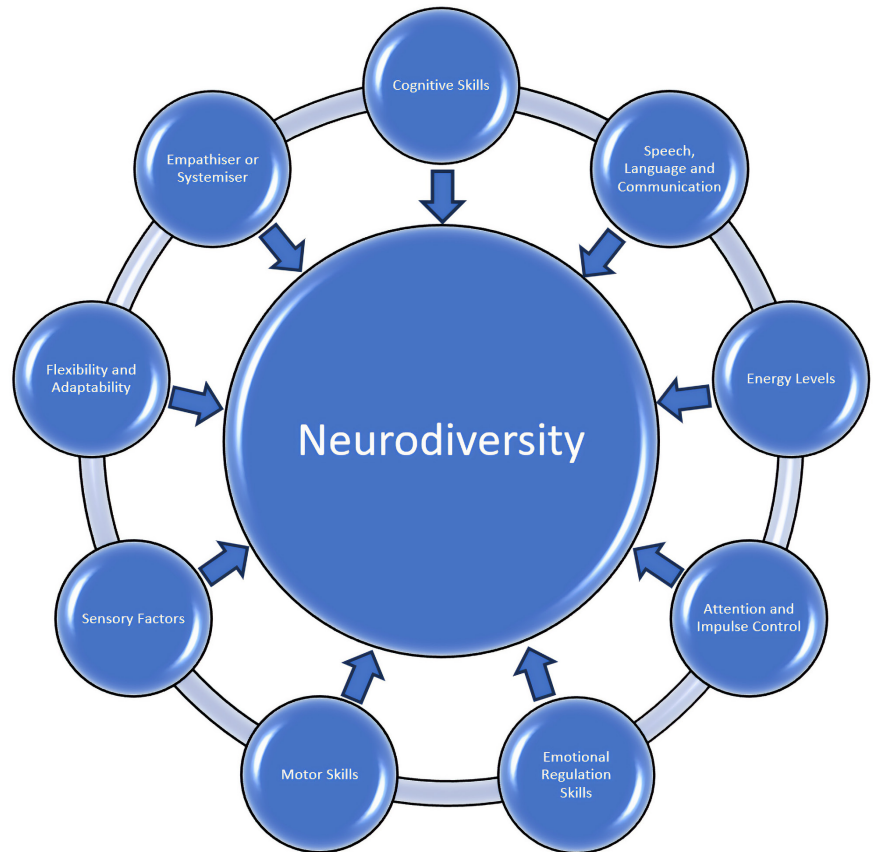 Cognitive Skills
Speech,
Language and
Communication
Energy Levels
Attention and
Impulse Control
Emotional
Regulation
Skills
Motor Skills
Sensory Factors
Flexibility and
Adaptability
Empathiser or
Systemiser
Neurodiversity